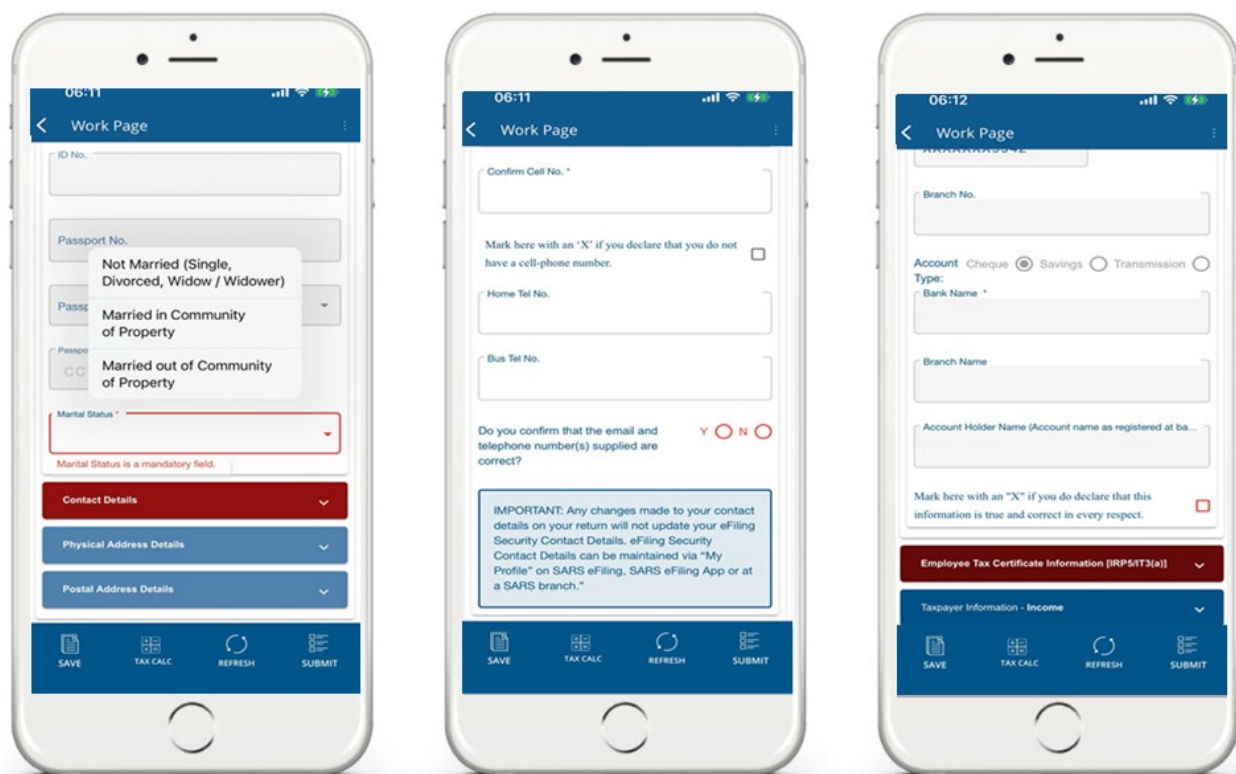 06:11
Work Page
ID No.
Passport No.
Not Married (Single,
Divorced, Widow / Widower)
Married in Community
of Property
Married out of Community
of Property
Marital Status *
Marital Status is a mandatory field.
Contact Details
Physical Address Details
Postal Address Details
SAVE
TAX CALC
REFRESH
SUBMIT
06:11
Work Page
Confirm Cell No. *
Mark here with an ‘X’ if you declare that you do not
have a cell-phone number.
Home Tel No.
Bus Tel No.
Do you confirm that the email and
telephone number(s) supplied are
correct?
Y N
IMPORTANT: Any changes made to your contact
details on your return will not update your eFiling
Security Contact Details. eFiling Security
Contact Details can be maintained via “My
Profile” on SARS eFiling, SARS eFiling App or at
a SARS branch.”
SAVE
TAX CALC
REFRESH
SUBMIT
06:12
Work Page
Branch No.
Account Type:
Cheque Savings Transmission
Bank Name *
Branch Name
Account Holder Name (Account name as registered at ba...
Mark here with an "X" if you do declare that this
information is true and correct in every respect.
Employee Tax Certificate Information [IRP5/IT3(a)]
Taxpayer Information - Income
SAVE
TAX CALC
REFRESH
SUBMIT